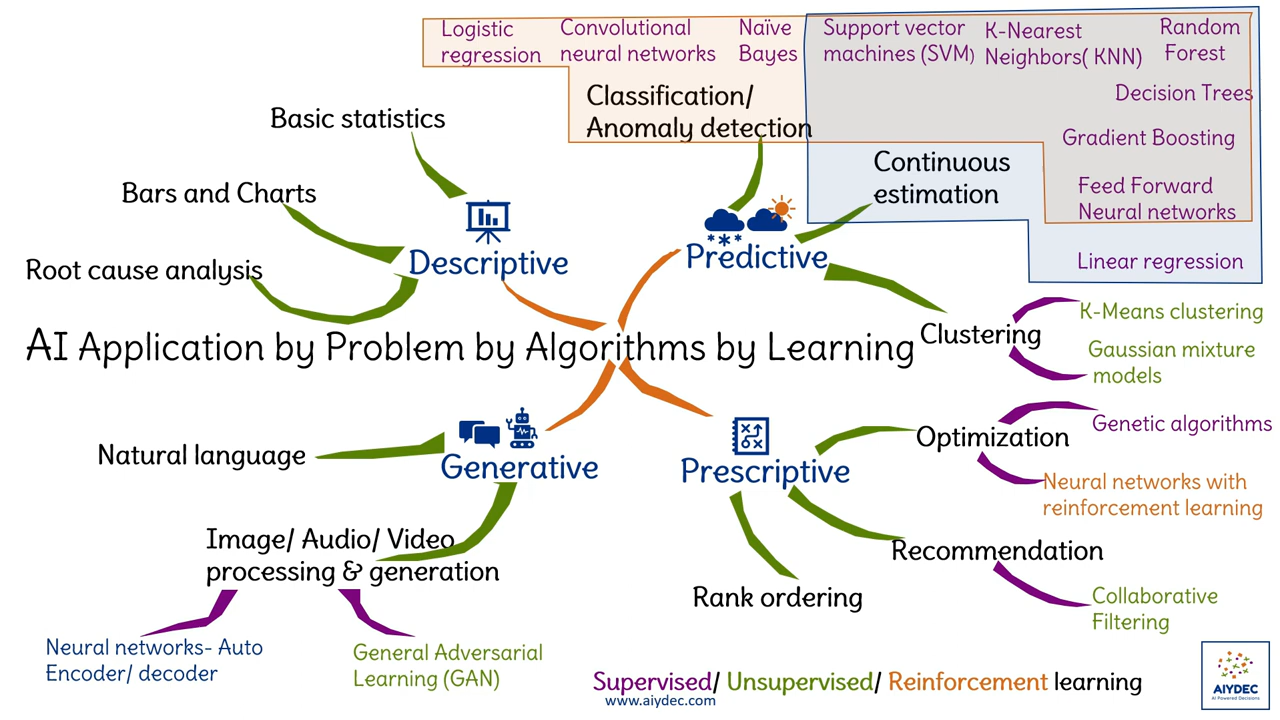 Logistic
regression
Convolutional
neural networks
Naïve
Bayes
Support vector
machines (SVM)
K-Nearest
Neighbors( KNN)
Random
Forest
Decision Trees
Gradient Boosting
Feed Forward
Neural networks
Linear regression
Classification/
Anomaly detection
Continuous
estimation
Basic statistics
Bars and Charts
Root cause analysis
Descriptive
Predictive
AI Application by Problem by Algorithms by Learning
Clustering
K-Means clustering
Gaussian mixture
models
Natural language
Generative
Image/ Audio/ Video
processing & generation
Neural networks- Auto
Encoder/ decoder
General Adversarial
Learning (GAN)
Prescriptive
Optimization
Genetic algorithms
Neural networks with
reinforcement learning
Recommendation
Collaborative
Filtering
Rank ordering
Supervised/ Unsupervised/ Reinforcement learning
www.aiydec.com
AIYDEC
AI Powered Decisions